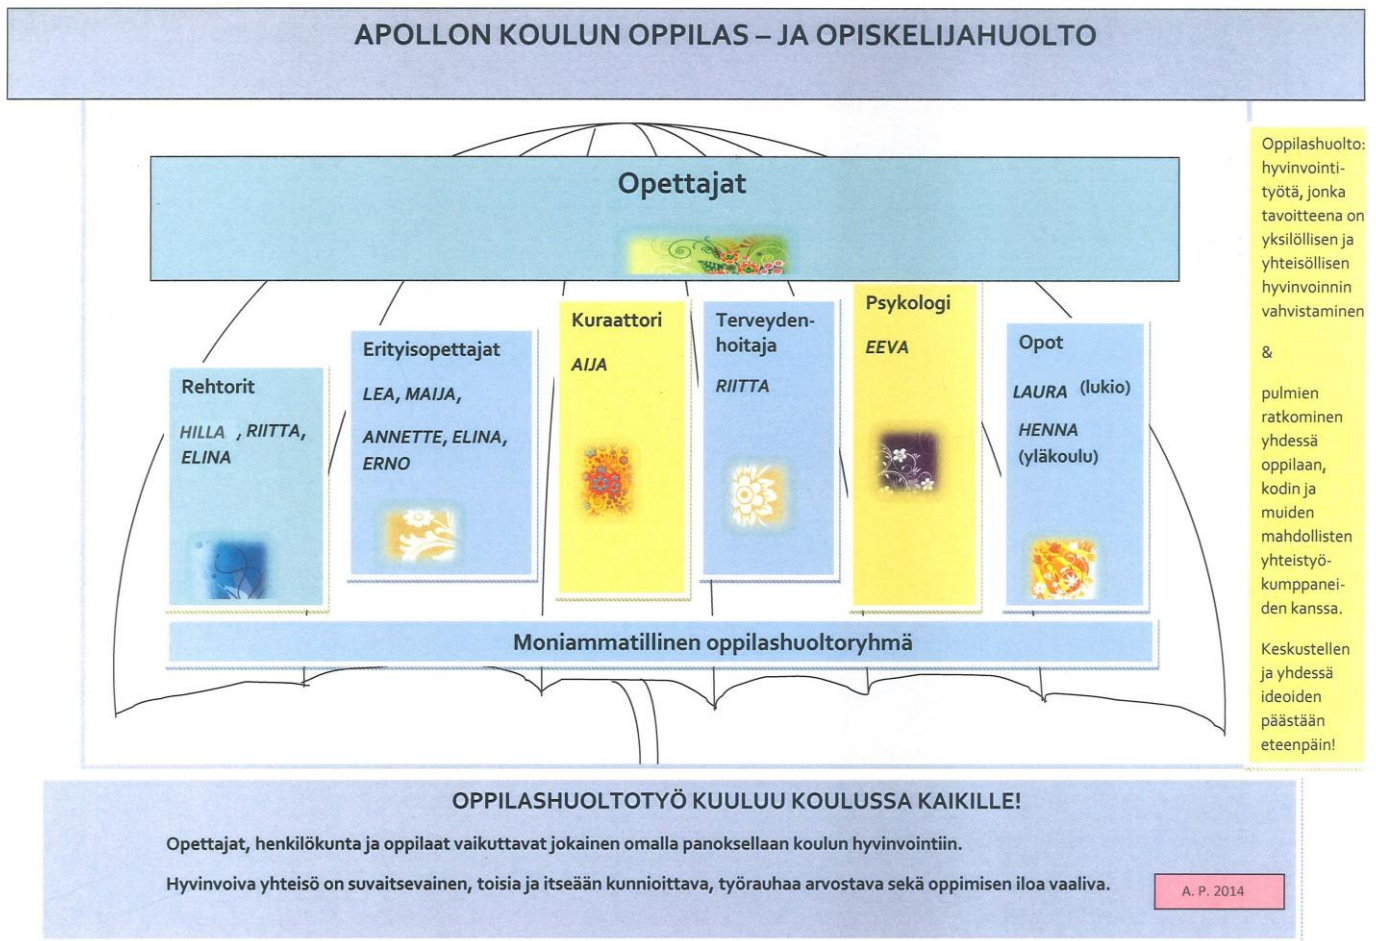 APOLLON KOULUN OPPILAS – JA OPISKELIJAHUOLTO
Opettajat
Rehtorit
HILLA , RIITTA,
ELINA
Erityisopettajat
LEA, MAIJA,
ANNETTE, ELINA,
ERNO
Kuraattori
AIJA
Terveyden-
hoitaja
RIITTA
Psykologi
EEVA
Opot
LAURA (lukio)
HENNA
(yläkoulu)
Moniammatillinen oppilashuoltoryhmä
Oppilashuolto:
hyvinvointi-
työtä, jonka
tavoitteena on
yksilöllisen ja
yhteisöllisen
hyvinvoinnin
vahvistaminen
&
pulmien
ratkominen
yhdessä
oppilaan,
kodin ja
muiden
mahdollisten
yhteistyö-
kumppanei-
den kanssa.
Keskustellen
ja yhdessä
ideoiden
päästään
eteenpäin!
OPPILASHUOLTOTYÖ KUULUU KOULUSSA KAIKILLE!
Opettajat, henkilökunta ja oppilaat vaikuttavat jokainen omalla panoksellaan koulun hyvinvointiin.
Hyvinvoiva yhteisö on suvaitsevainen, toisia ja itseään kunnioittava, työrauhaa arvostava sekä oppimisen iloa vaaliva.
A. P. 2014